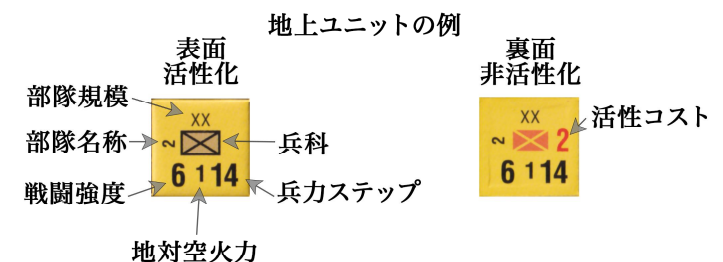 地上ユニットの例
表面
活性化
部隊規模
部隊名称
戦闘強度
地対空火力
兵科
兵力ステップ
XX
2
6 1 14
裏面
非活性化
活性コスト
XX
2
2
6 1 14